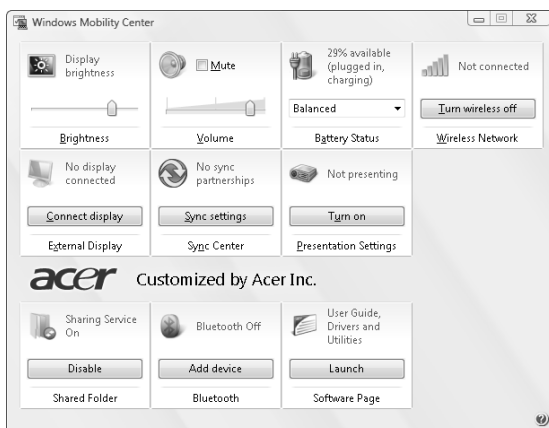 Windows Mobility Center
Display
brightness
Brightness
Mute
Volume
29% available
(plugged in,
charging)
Balanced
Battery Status
Not connected
Turn wireless off
Wireless Network
No display
connected
Connect display
External Display
No sync
partnerships
Sync settings
Sync Center
Not presenting
Turn on
Presentation Settings
acer Customized by Acer Inc.
Sharing Service
On
Disable
Shared Folder
Bluetooth Off
Add device
Bluetooth
User Guide,
Drivers and
Utilities
Launch
Software Page